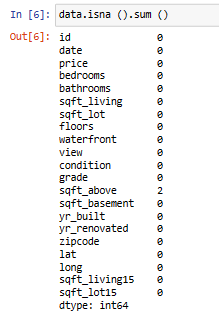 In [6]: data.isna ().sum ()
Out[6]: id 0
date 0
price 0
bedrooms 0
bathrooms 0
sqft_living 0
sqft_lot 0
floors 0
waterfront 0
view 0
condition 0
grade 0
sqft_above 2
sqft_basement 0
yr_built 0
yr_renovated 0
zipcode 0
lat 0
long 0
sqft_living15 0
sqft_lot15 0
dtype: int64